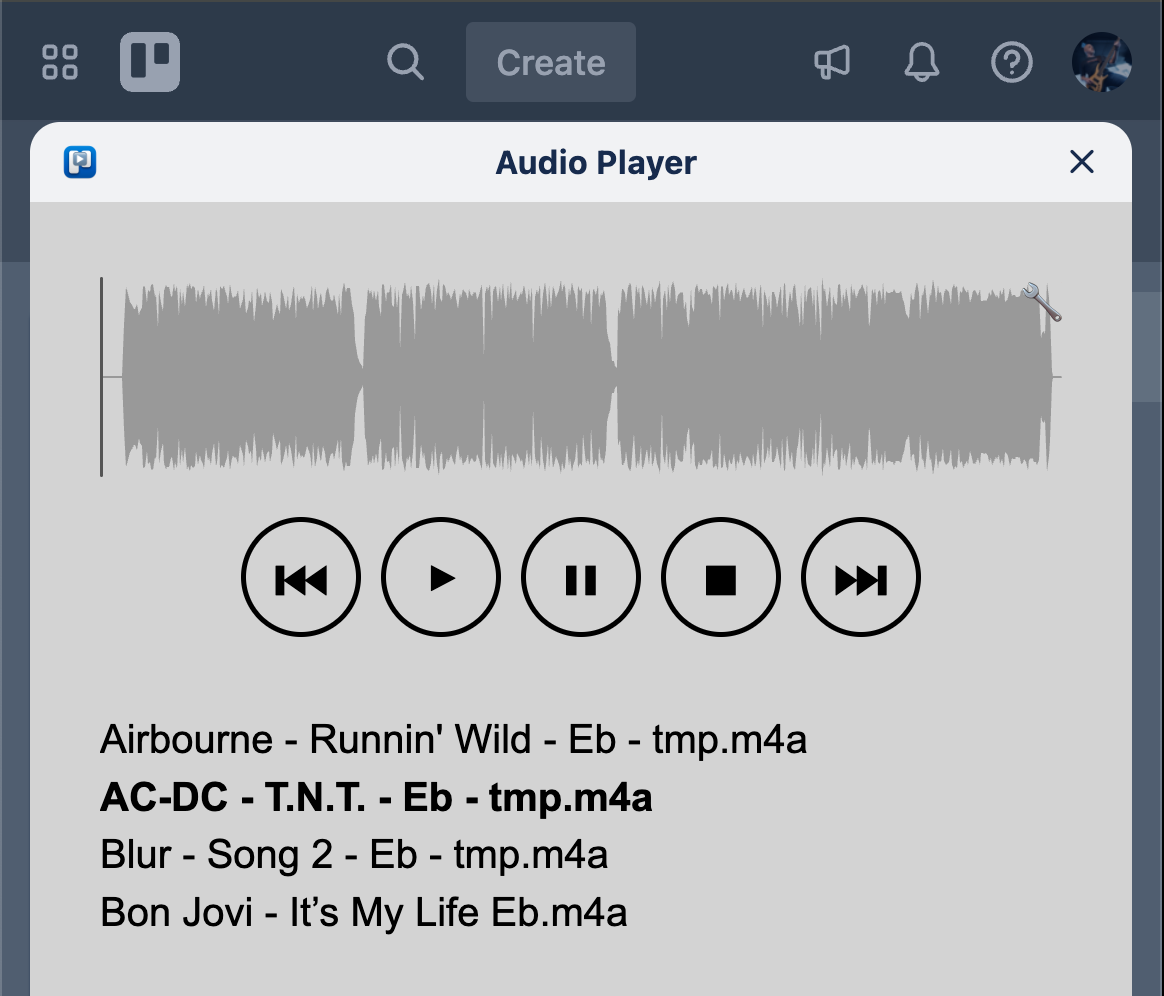 Create
Audio Player
Airbourne - Runnin' Wild - Eb - tmp.m4a
AC-DC - T.N.T. - Eb - tmp.m4a
Blur - Song 2 - Eb - tmp.m4a
Bon Jovi - It’s My Life Eb.m4a